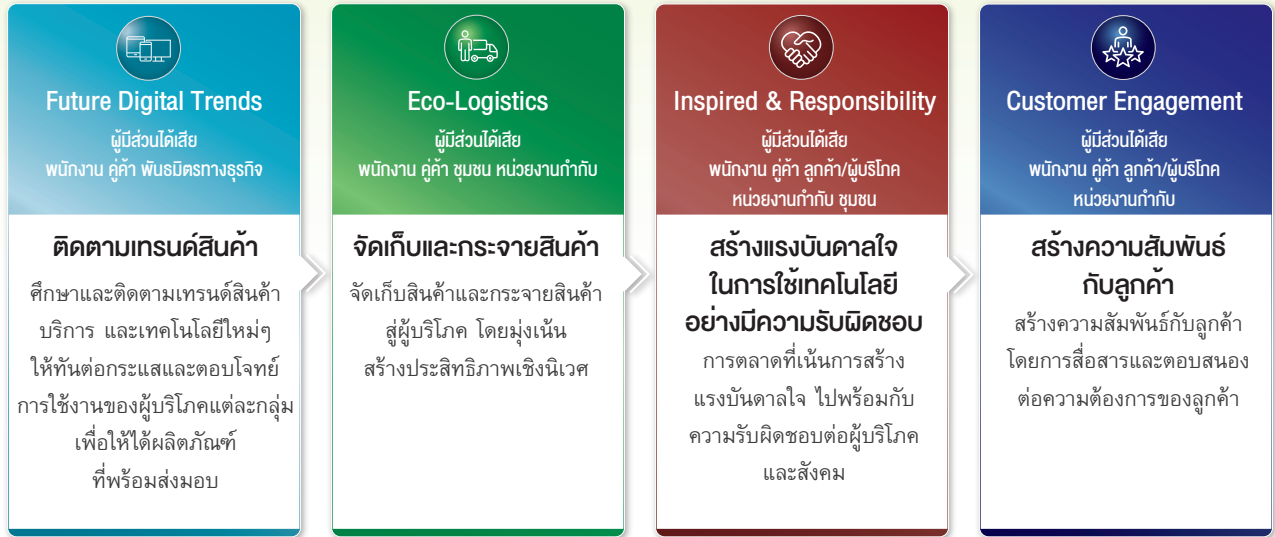 Future Digital Trends
ผู้มีส่วนได้เสีย
พนักงาน คู่ค้า พันธมิตรทางธุรกิจ
ติดตามเทรนด์สินค้า
ศึกษาและติดตามเทรนด์สินค้า
บริการ และเทคโนโลยีใหม่ๆ
ให้ทันต่อกระแสและตอบโจทย์
การใช้งานของผู้บริโภคแต่ละกลุ่ม
เพื่อให้ได้ผลิตภัณฑ์
ที่พร้อมส่งมอบ
Eco-Logistics
ผู้มีส่วนได้เสีย
พนักงาน คู่ค้า ชุมชน หน่วยงานกำกับ
จัดเก็บและกระจายสินค้า
จัดเก็บสินค้าและกระจายสินค้า
สู่ผู้บริโภค โดยมุ่งเน้น
สร้างประสิทธิภาพเชิงนิเวศ
Inspired & Responsibility
ผู้มีส่วนได้เสีย
พนักงาน คู่ค้า ลูกค้า/ผู้บริโภค
หน่วยงานกำกับ ชุมชน
สร้างแรงบันดาลใจ
ในการใช้เทคโนโลยี
อย่างมีความรับผิดชอบ
การตลาดที่เน้นการสร้าง
แรงบันดาลใจ ไปพร้อมกับ
ความรับผิดชอบต่อผู้บริโภค
และสังคม
Customer Engagement
ผู้มีส่วนได้เสีย
พนักงาน คู่ค้า ลูกค้า/ผู้บริโภค
หน่วยงานกำกับ
สร้างความสัมพันธ์
กับลูกค้า
สร้างความสัมพันธ์กับลูกค้า
โดยการสื่อสารและตอบสนอง
ต่อความต้องการของลูกค้า